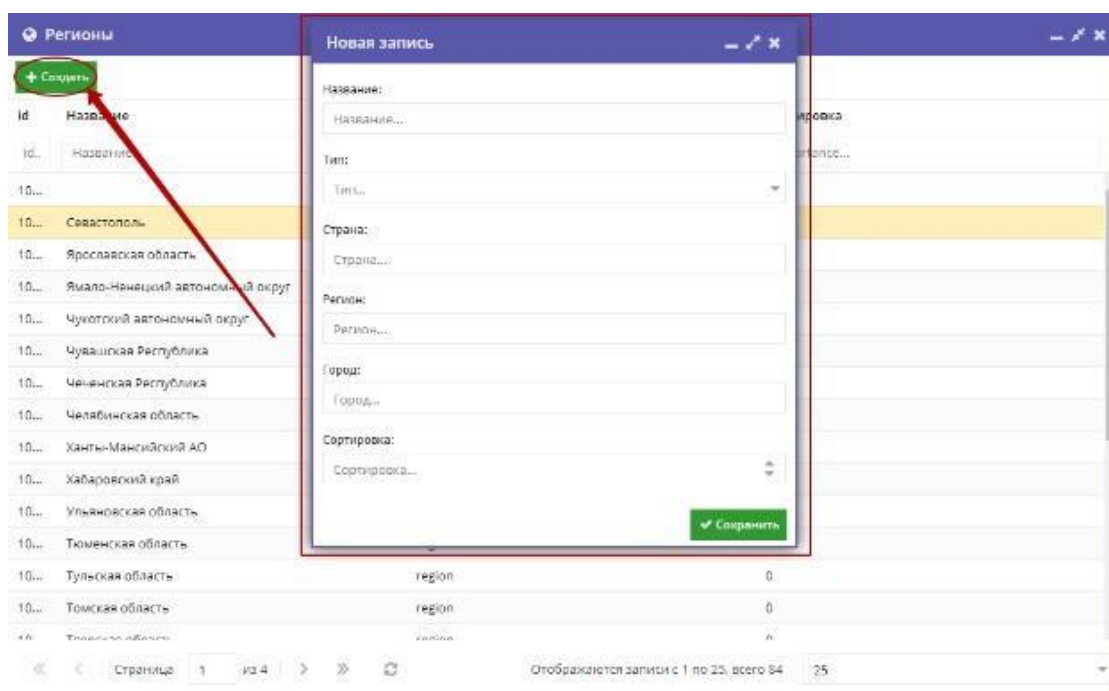 Регионы
+ Создать
id Название
id... Название
10...
10... Севастополь
10... Ярославская область
10... Ямало-Ненецкий автономный округ
10... Чукотский автономный округ
10... Чувашская Республика
10... Чеченская Республика
10... Челябинская область
10... Ханты-Мансийский АО
10... Хабаровский край
10... Ульяновская область
10... Тюменская область
10... Тульская область region 0
10... Томская область region 0
Новая запись
Название:
Название...
Тип:
Тип...
Страна:
Страна...
Регион:
Регион...
Город:
Город...
Сортировка:
Сортировка...
Сохранить
Страница 1 из 4
Отображаются записи с 1 по 25, всего 84 25